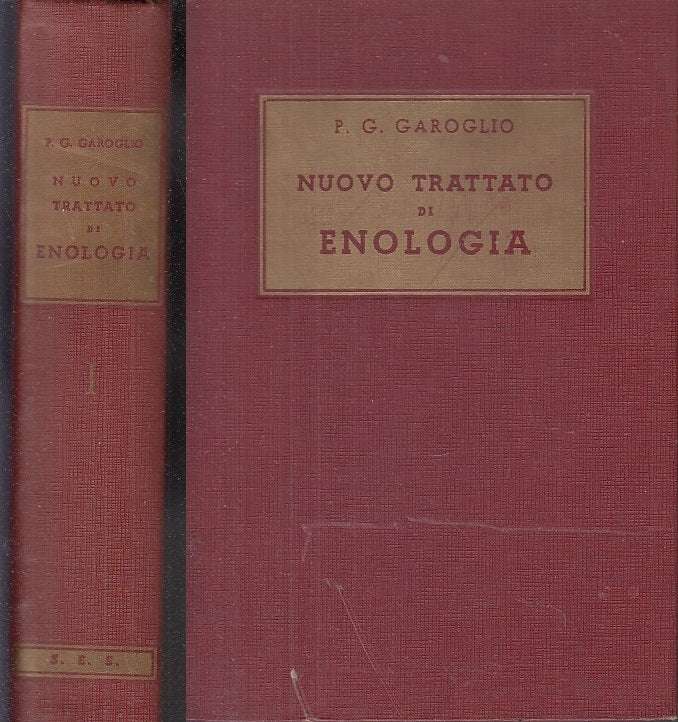 P. G. GAROGLIO
NUOVO
TRATTATO
DI
ENOLOGIA
I
S. E. S.
P. G. GAROGLIO
NUOVO TRATTATO
DI
ENOLOGIA